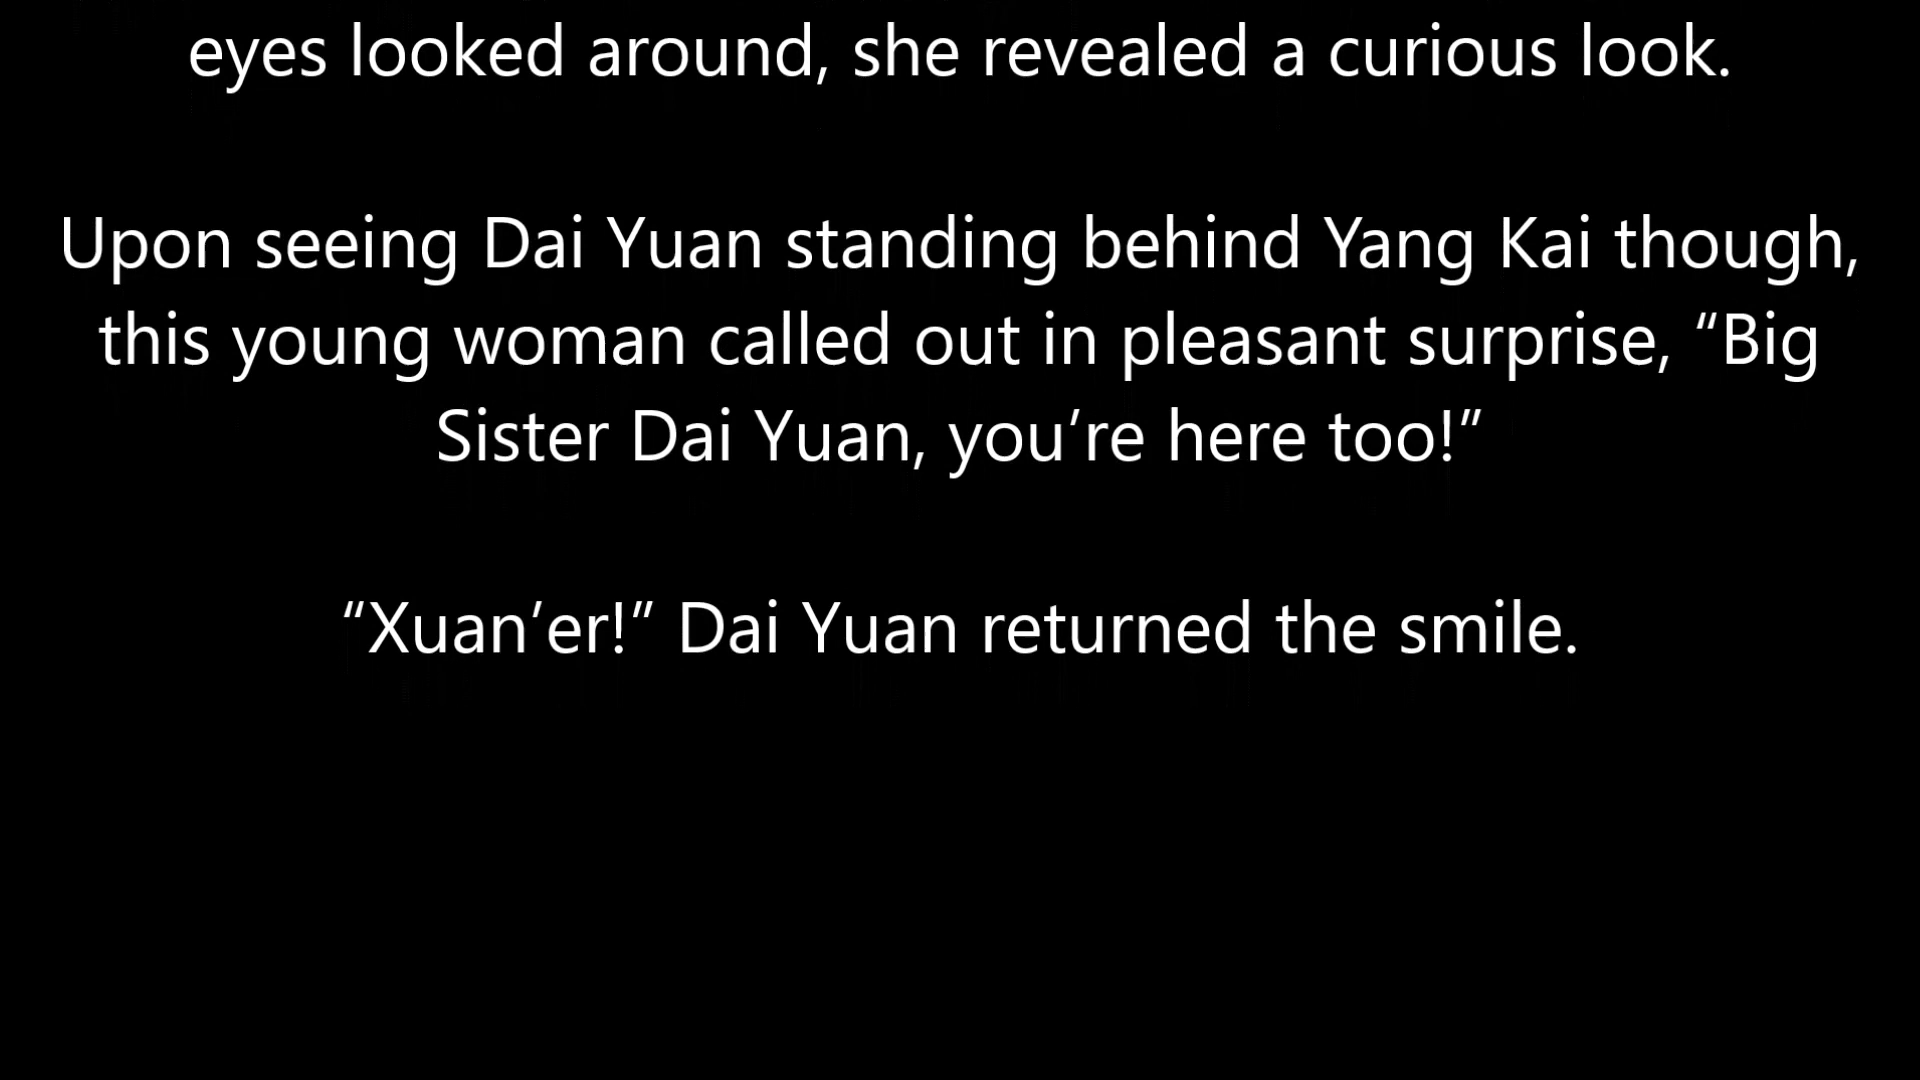 eyes looked around, she revealed a curious look.
Upon seeing Dai Yuan standing behind Yang Kai though,
this young woman called out in pleasant surprise, “Big
Sister Dai Yuan, you’re here too!”
“Xuan’er!” Dai Yuan returned the smile.